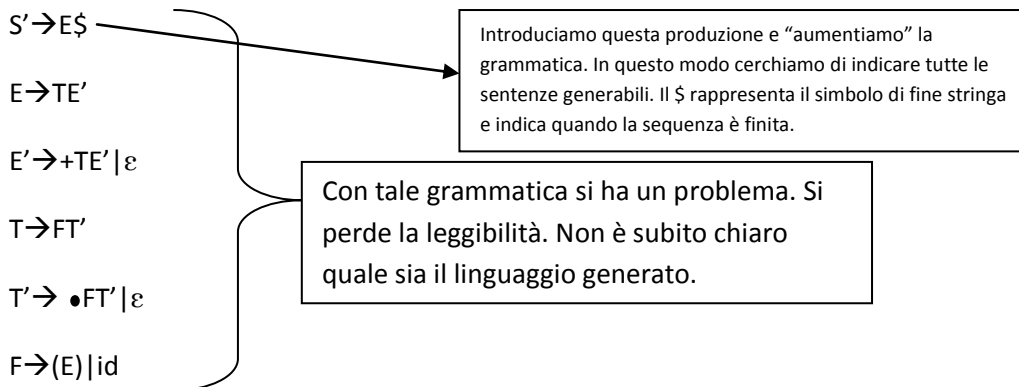 S’→E$
Introduciamo questa produzione e “aumentiamo” la
grammatica. In questo modo cerchiamo di indicare tutte le
sentenze generabili. Il $ rappresenta il simbolo di fine stringa
e indica quando la sequenza è finita.
E→TE’
E’→+TE’|ε
Con tale grammatica si ha un problema. Si
perde la leggibilità. Non è subito chiaro
quale sia il linguaggio generato.
T→FT’
T’→ •FT’|ε
F→(E)|id